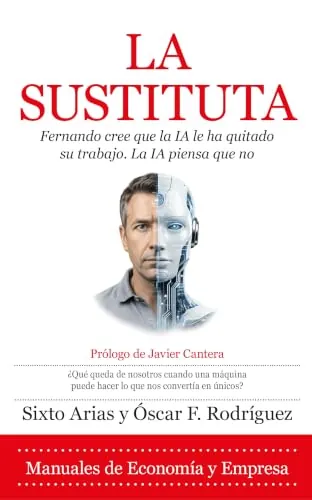 LA
SUSTITUTA
Fernando cree que la IA le ha quitado
su trabajo. La IA piensa que no
Prólogo de Javier Cantera
¿Qué queda de nosotros cuando una máquina
puede hacer lo que nos convertía en únicos?
Sixto Arias y Óscar F. Rodríguez
Manuales de Economía y Empresa